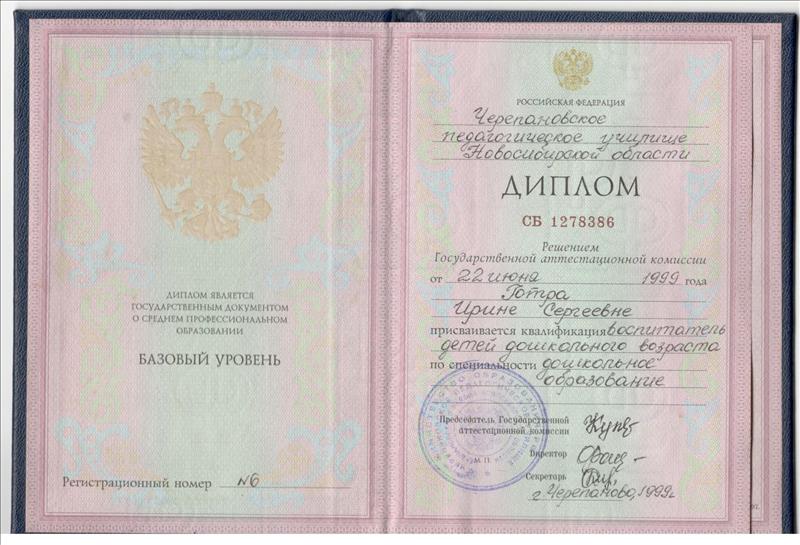 ДИПЛОМ ЯВЛЯЕТСЯ
ГОСУДАРСТВЕННЫМ ДОКУМЕНТОМ
О СРЕДНЕМ ПРОФЕССИОНАЛЬНОМ
ОБРАЗОВАНИИ
БАЗОВЫЙ УРОВЕНЬ
Регистрационный номер №6
РОССИЙСКАЯ ФЕДЕРАЦИЯ
Черепановское
педагогическое училище
Новосибирской области
ДИПЛОМ
СБ 1278386
Решением
Государственной аттестационной комиссии
от 22 июня 1999 года
Готра
Ирине Сергеевне
присваивается квалификация воспитатель
детей дошкольного возраста
по специальности дошкольное
образование
Председатель Государственной
аттестационной комиссии
М.П.
Директор
Секретарь
г. Черепаново, 1999г